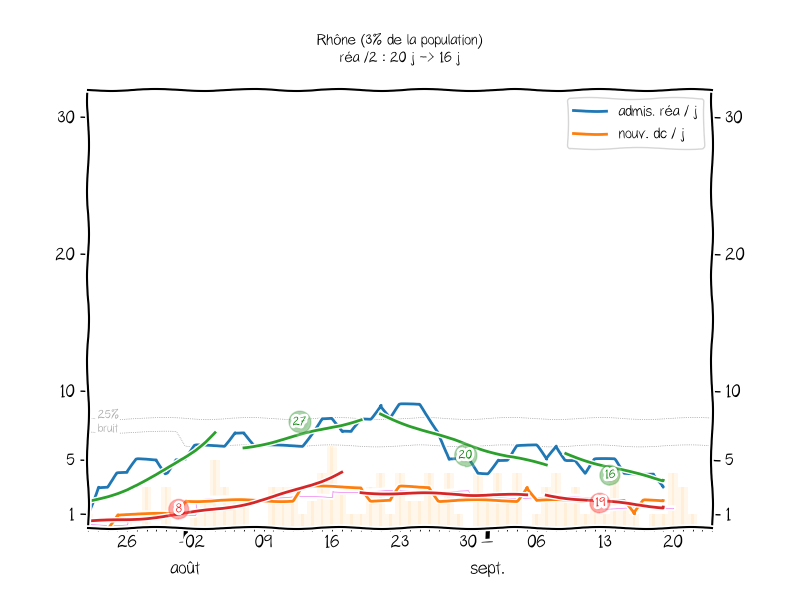 Rhône (3% de la population)
réa /2 : 20 j -> 16 j
admis. réa / j
nouv. dc / j
30 30
20 20
10 10
25%
bruit
27
20
16
5 5
8
19
1 1
26 02 09 16 23 30 06 13 20
août sept.